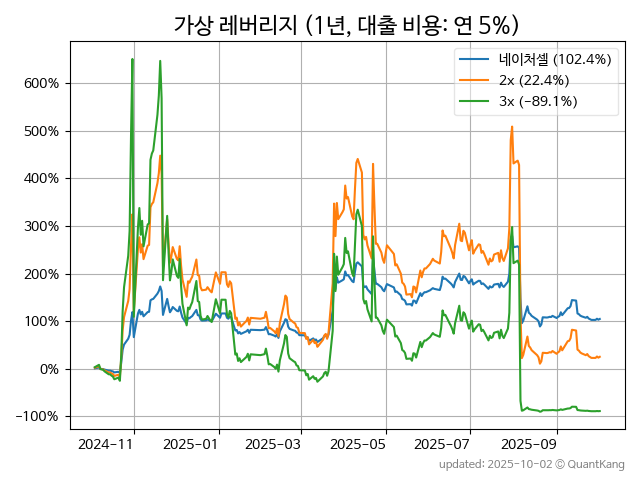 가상 레버리지 (1년, 대출 비용: 연 5%)
네이처셀 (102.4%)
2x (22.4%)
3x (−89.1%)
600%
500%
400%
300%
200%
100%
0%
−100%
2024-11 2025-01 2025-03 2025-05 2025-07 2025-09
updated: 2025-10-02 © QuantKang